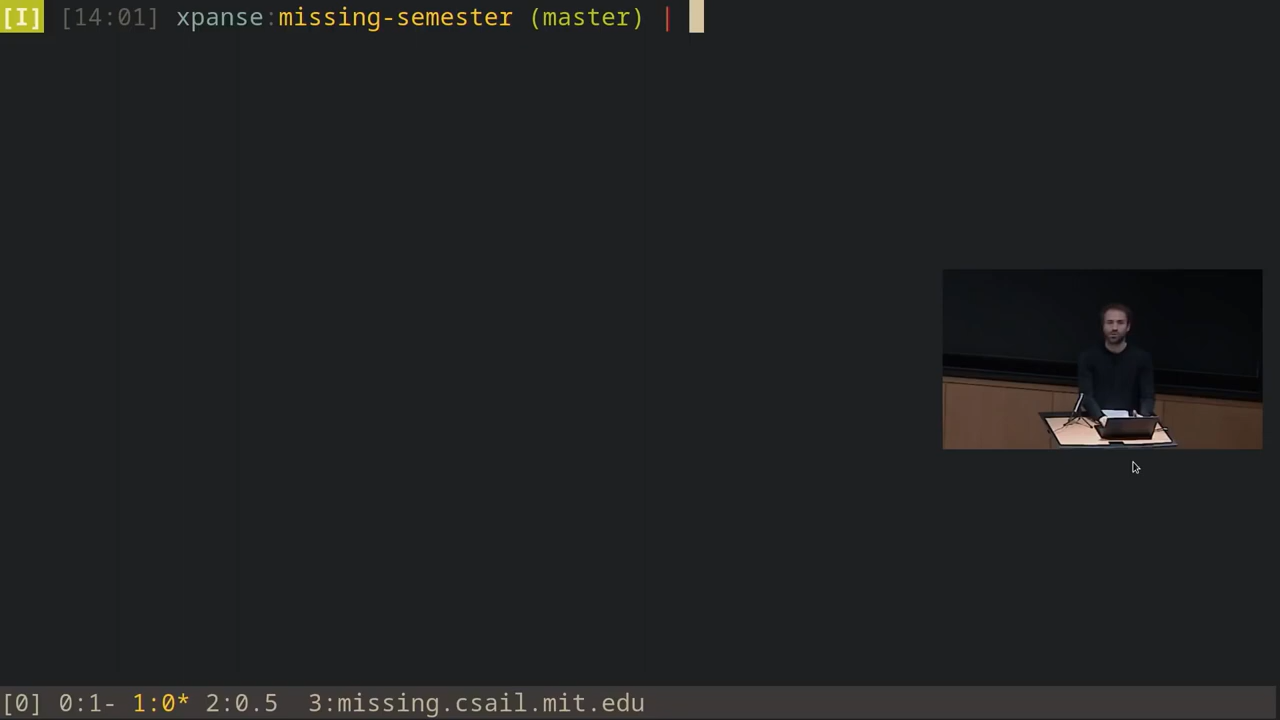 [I] [14:01] xpanse:missing-semester (master) |
[0] 0:1- 1:0* 2:0.5 3:missing.csail.mit.edu